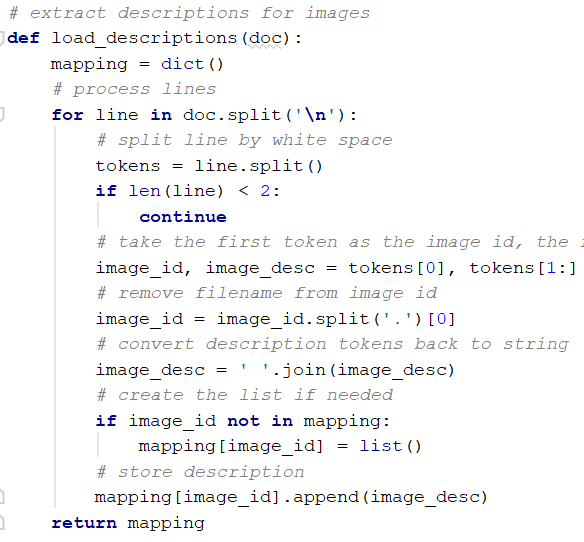 # extract descriptions for images
def load_descriptions(doc):
    mapping = dict()
    # process lines
    for line in doc.split('\n'):
        # split line by white space
        tokens = line.split()
        if len(line) < 2:
            continue
        # take the first token as the image id, the
        image_id, image_desc = tokens[0], tokens[1:]
        # remove filename from image id
        image_id = image_id.split('.')[0]
        # convert description tokens back to string
        image_desc = ' '.join(image_desc)
        # create the list if needed
        if image_id not in mapping:
            mapping[image_id] = list()
        # store description
        mapping[image_id].append(image_desc)
    return mapping